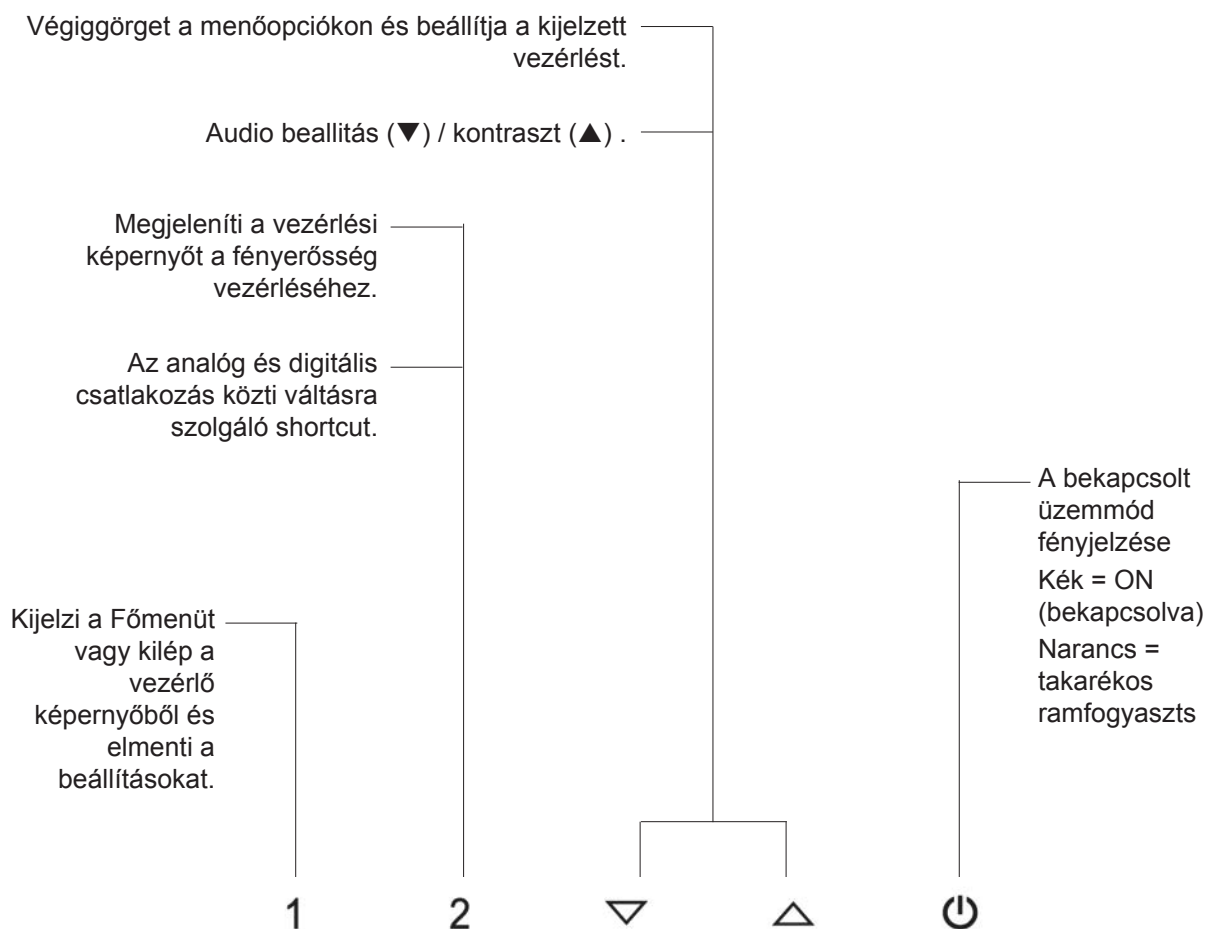 Végiggörget a menőopciókon és beállítja a kijelzett
vezérlést.
Audio beallitás (▼) / kontraszt (▲) .
Megjeleníti a vezérlési
képernyőt a fényerősség
vezérléséhez.
Az analóg és digitális
csatlakozás közti váltásra
szolgáló shortcut.
A bekapcsolt
üzemmód
fényjelzése
Kék = ON
(bekapcsolva)
Narancs =
takarékos
ramfogyaszts
Kijelzi a Főmenüt
vagy kilép a
vezérlő
képernyőből és
elmenti a
beállításokat.
1 2 ▽ △ ⏻